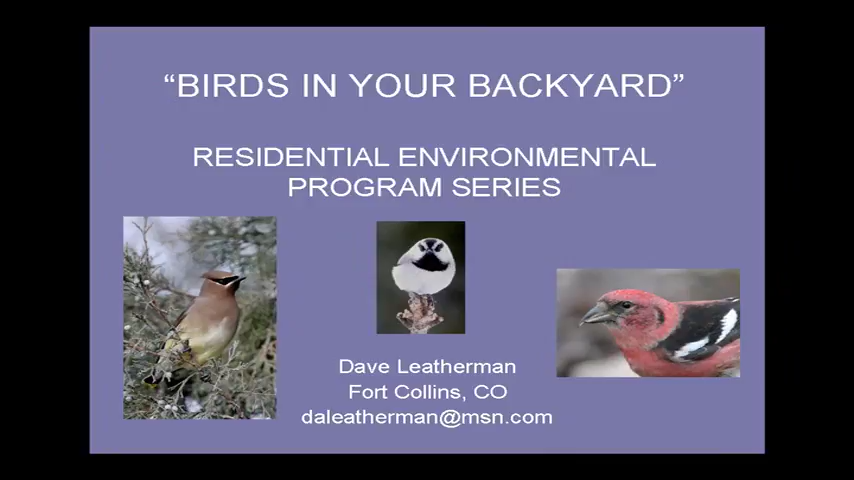 “BIRDS IN YOUR BACKYARD”
RESIDENTIAL ENVIRONMENTAL
PROGRAM SERIES
Dave Leatherman
Fort Collins, CO
daleatherman@msn.com